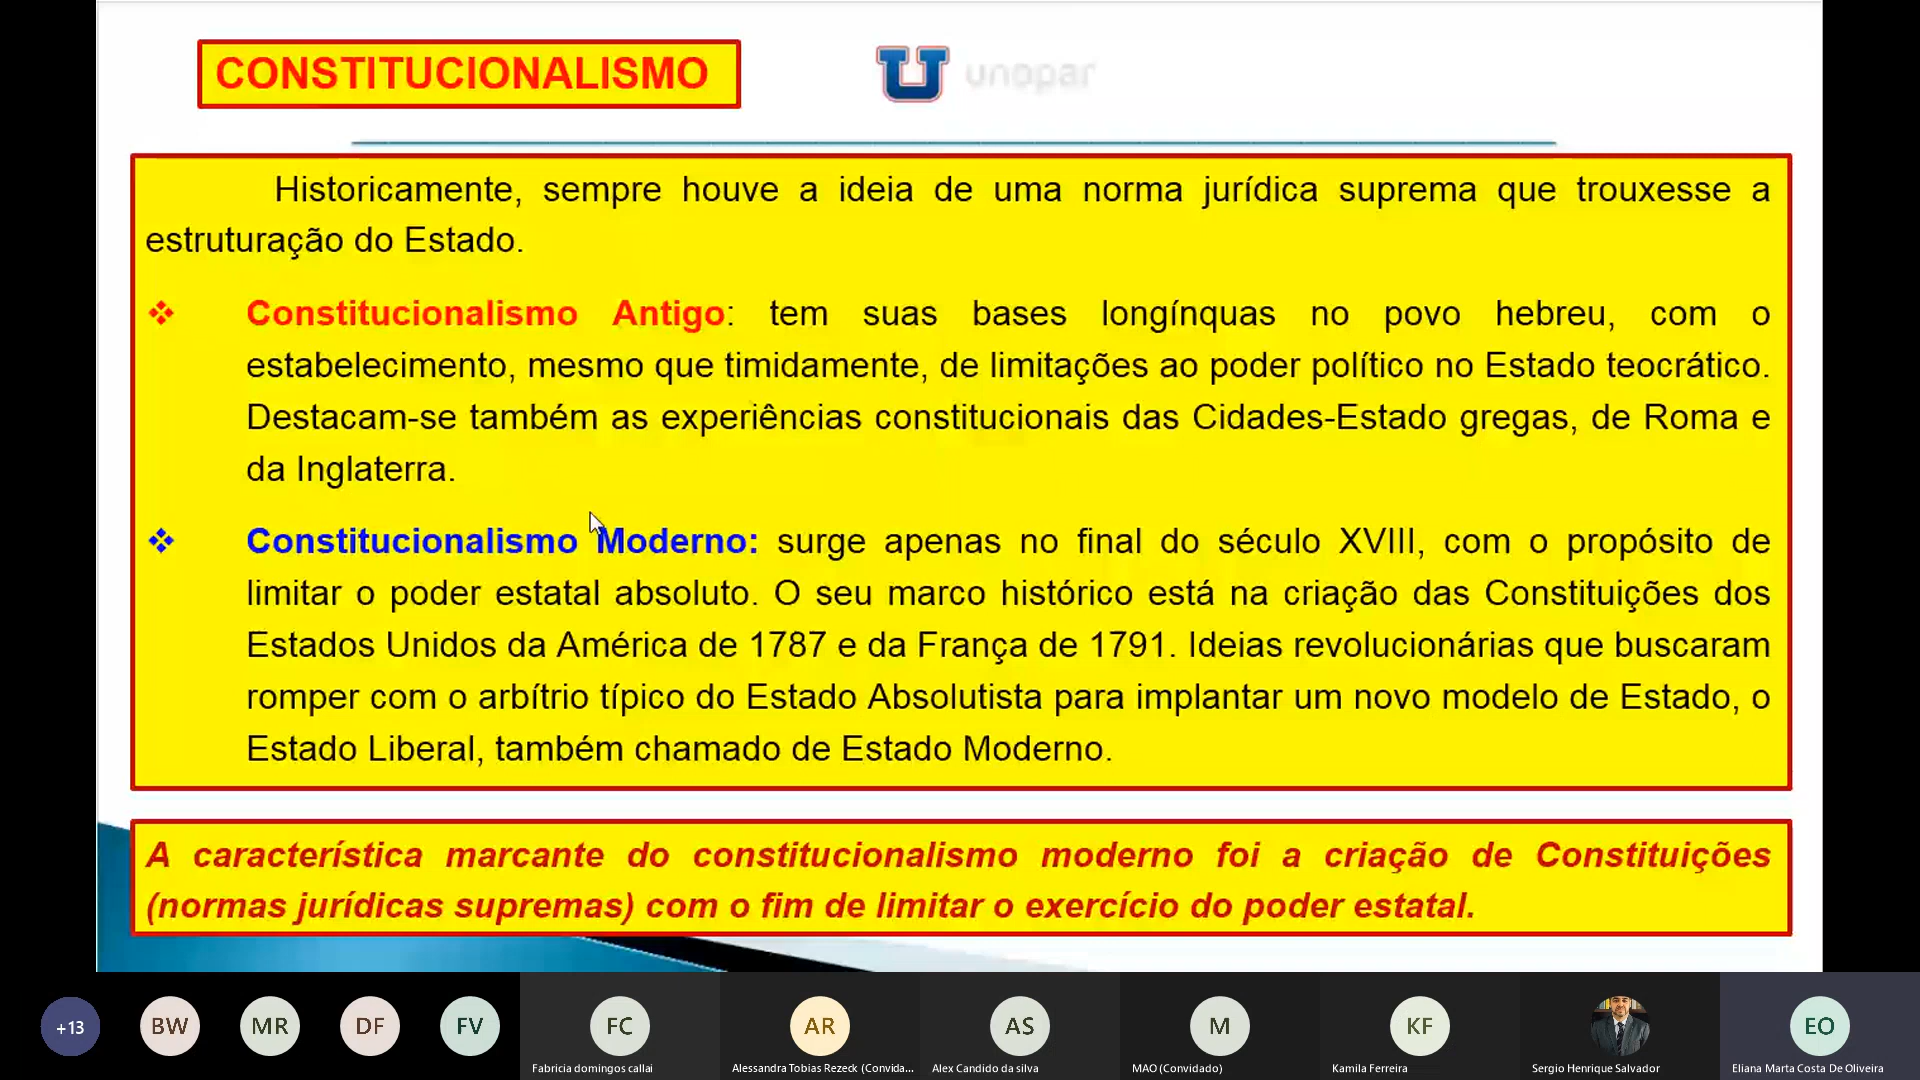 CONSTITUCIONALISMO
unopar
Historicamente, sempre houve a ideia de uma norma jurídica suprema que trouxesse a
estruturação do Estado.
Constitucionalismo Antigo: tem suas bases longínquas no povo hebreu, com o
estabelecimento, mesmo que timidamente, de limitações ao poder político no Estado teocrático.
Destacam-se também as experiências constitucionais das Cidades-Estado gregas, de Roma e
da Inglaterra.
Constitucionalismo Moderno: surge apenas no final do século XVIII, com o propósito de
limitar o poder estatal absoluto. O seu marco histórico está na criação das Constituições dos
Estados Unidos da América de 1787 e da França de 1791. Ideias revolucionárias que buscaram
romper com o arbítrio típico do Estado Absolutista para implantar um novo modelo de Estado, o
Estado Liberal, também chamado de Estado Moderno.
A característica marcante do constitucionalismo moderno foi a criação de Constituições
(normas jurídicas supremas) com o fim de limitar o exercício do poder estatal.
+13 BW MR DF FV FC AR AS M KF EO
Fabricia domingos callai Alessandra Tobias Rezeck (Convida... Alex Candido da silva MAO (Convidado) Kamila Ferreira Sergio Henrique Salvador Eliana Marta Costa De Oliveira